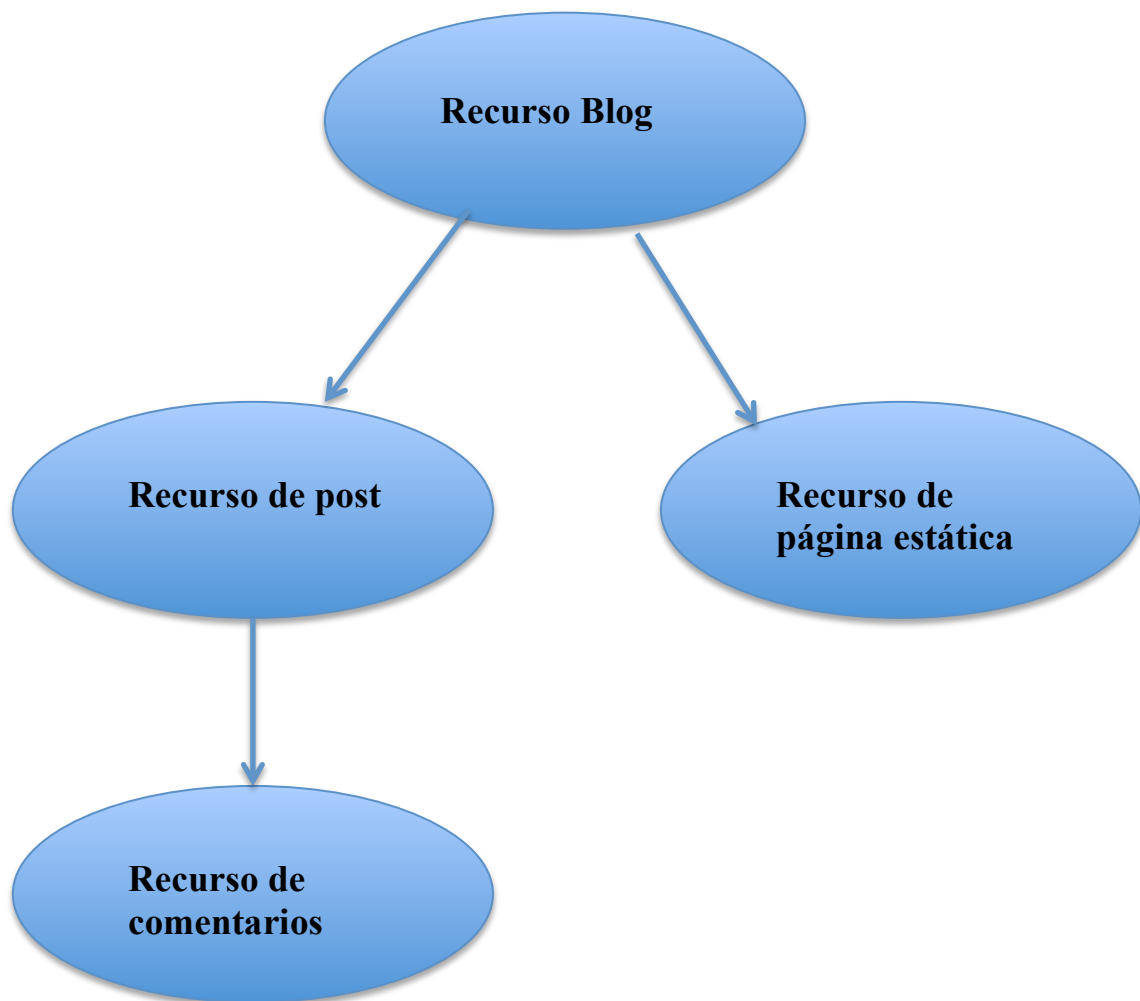 Recurso Blog
Recurso de post
Recurso de
página estática
Recurso de
comentarios